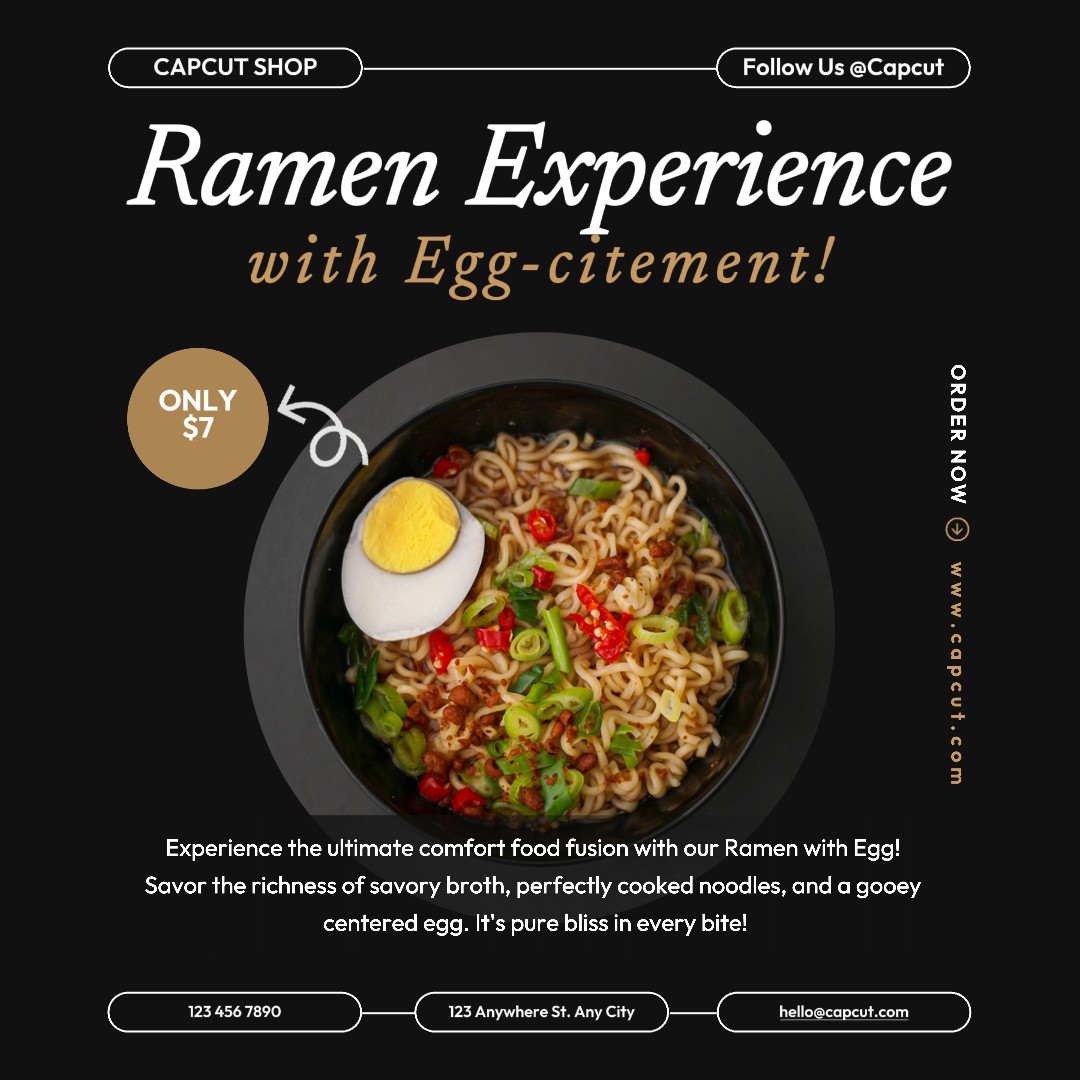 CAPCUT SHOP
Follow Us @Capcut
Ramen Experience
with Egg-citement!
ONLY
$7
ORDER NOW
www.capcut.com
Experience the ultimate comfort food fusion with our Ramen with Egg!
Savor the richness of savory broth, perfectly cooked noodles, and a gooey
centered egg. It's pure bliss in every bite!
123 456 7890
123 Anywhere St. Any City
hello@capcut.com